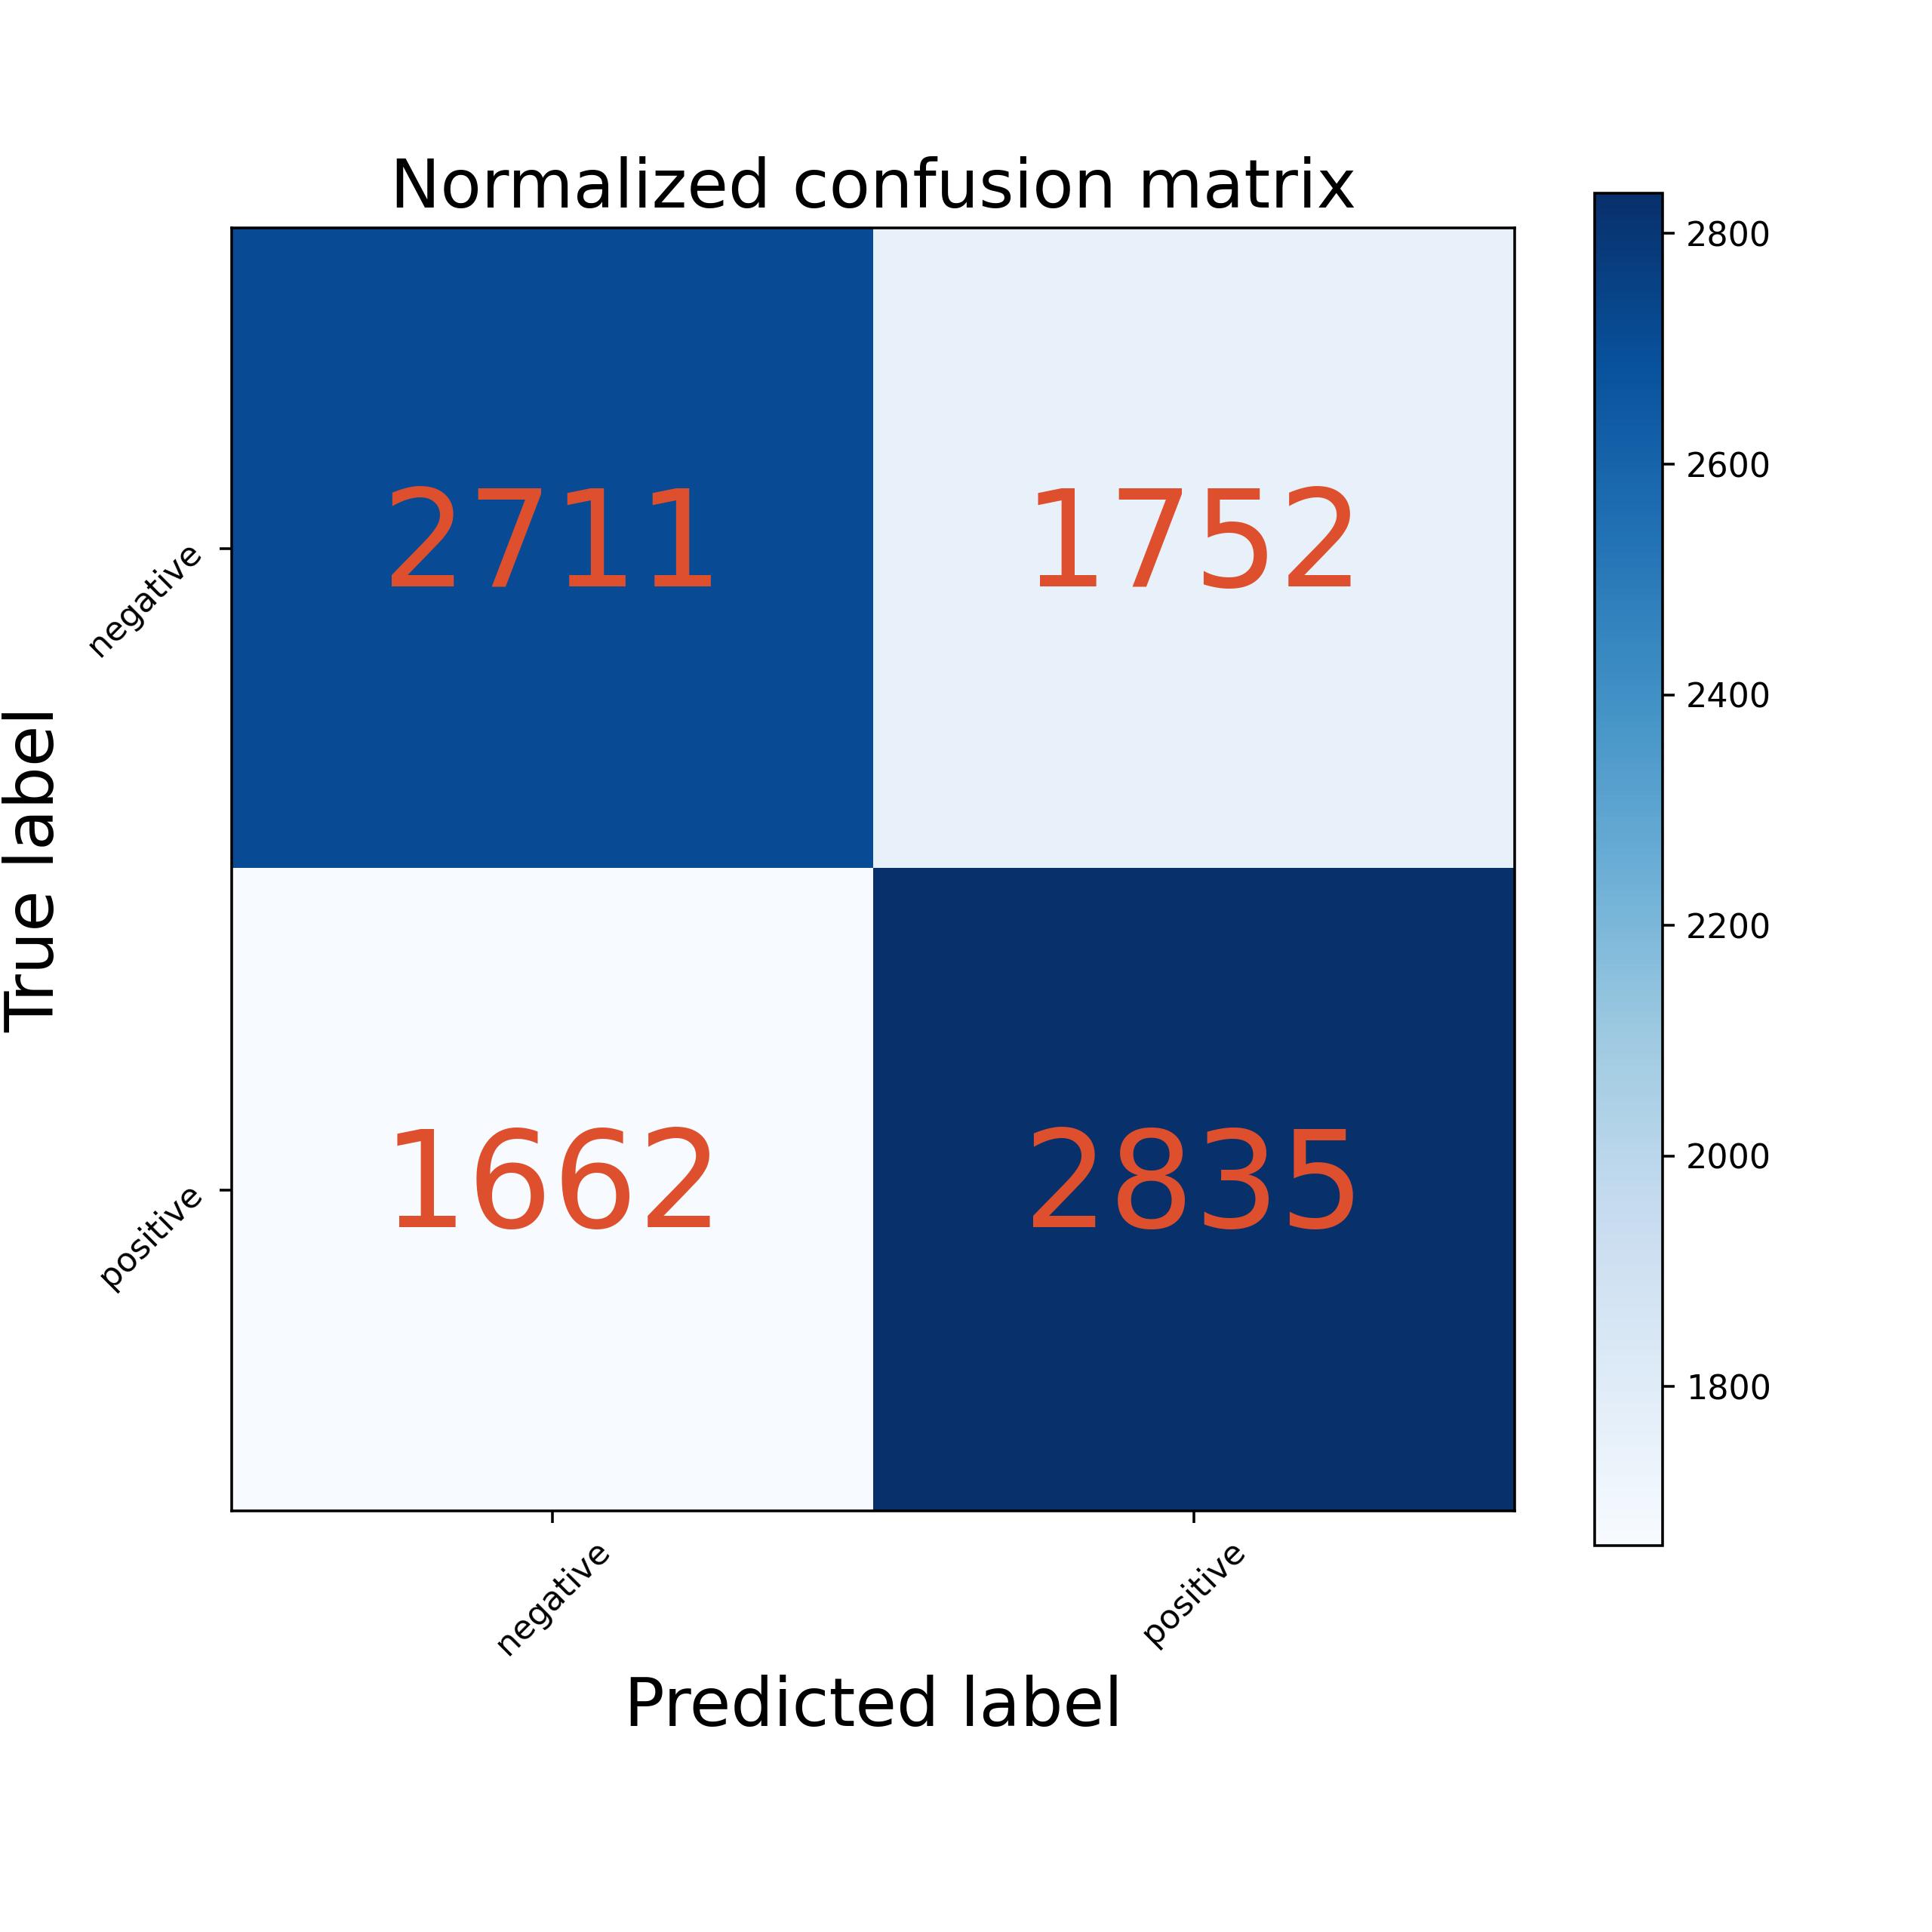 Normalized confusion matrix
True label
negative
2711 1752
positive
1662 2835
negative positive
Predicted label
2800
2600
2400
2200
2000
1800